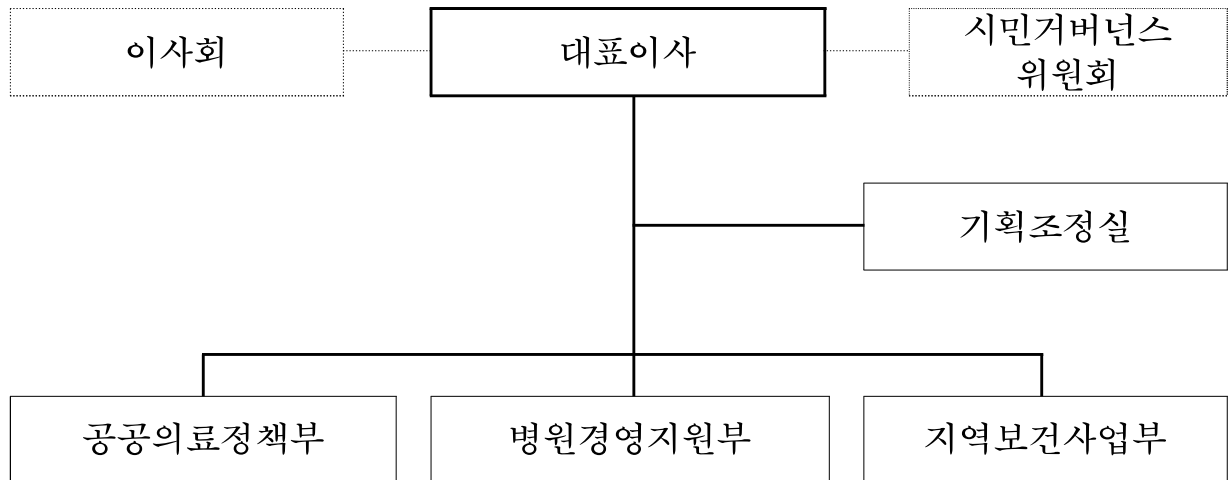 이사회
대표이사
시민거버넌스
위원회
기획조정실
공공의료정책부
병원경영지원부
지역보건사업부